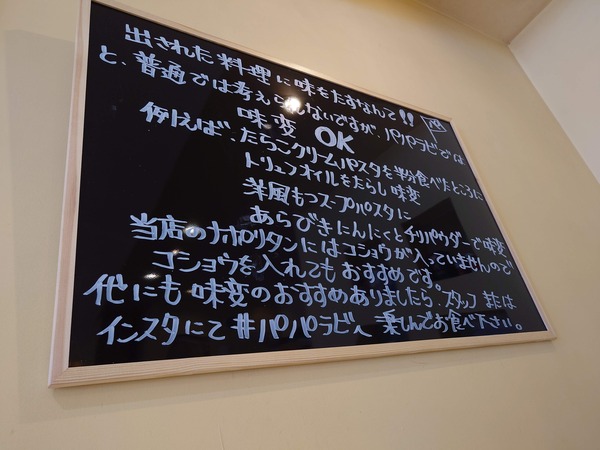 出された料理に味をたすなんて!!
と、普通では考えられないですが、パパラビでは
味変 OK
例えば、たらこクリームパスタを半分食べたところに
トリュフオイルをたらし味変
洋風もつスープパスタに
あらびきにんにくとチリパウダーで味変
当店のナポリタンにはコショウが入っていませんので
コショウを入れてもおすすめです。
他にも味変のおすすめありましたら、スタッフまたは
インスタにて#パパラビへ 楽しんでお食べ下さい。